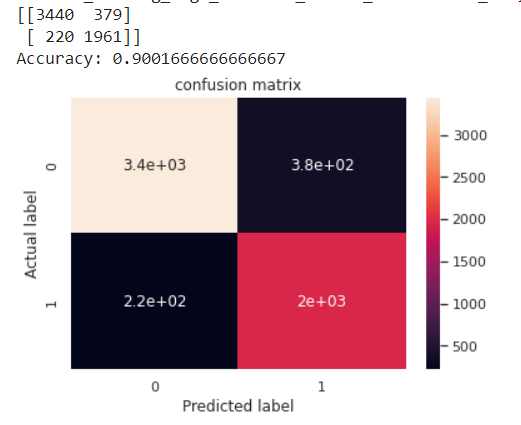 [[3440 379]
[ 220 1961]]
Accuracy: 0.9001666666666667
confusion matrix
0
3.4e+03 3.8e+02
1
2.2e+02 2e+03
Actual label
0 1
Predicted label
3000
2500
2000
1500
1000
500